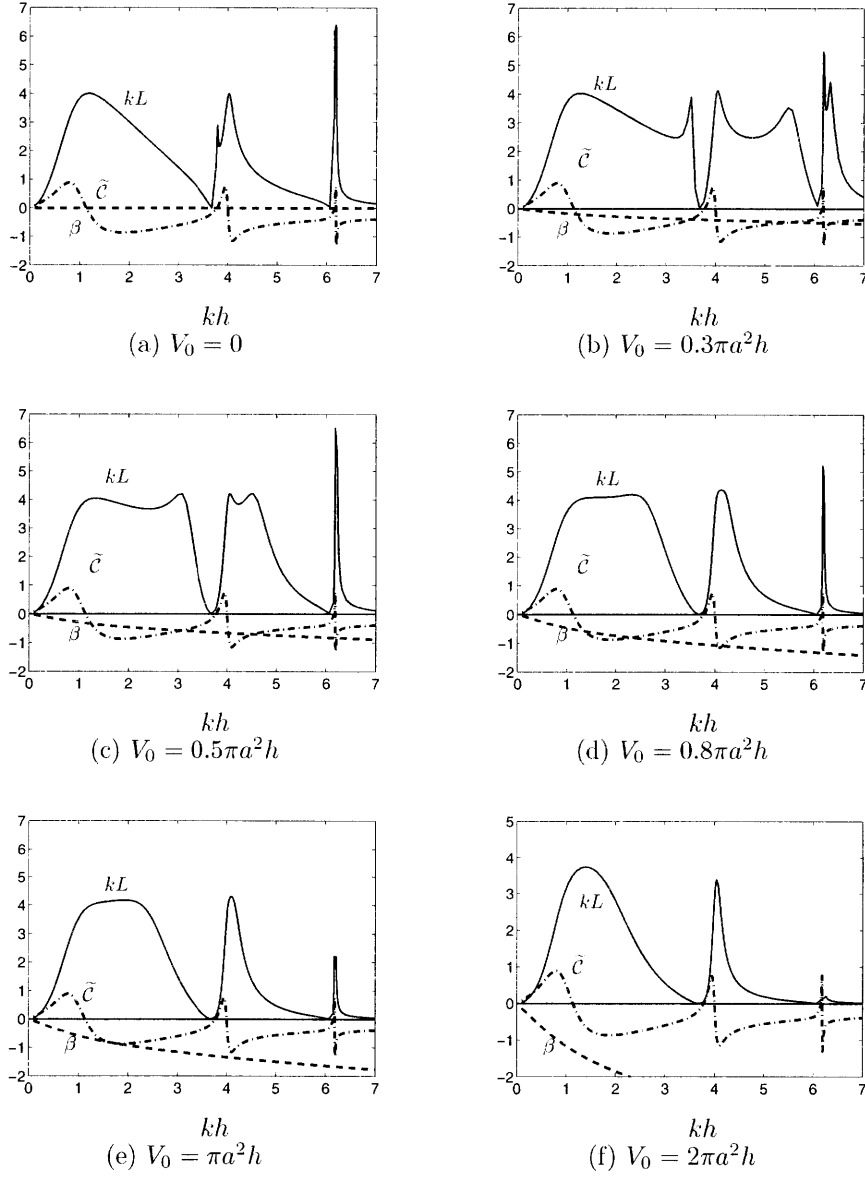 7
6
5
4
3
2
1
0
−1
−2
kL
C̃
β
0 1 2 3 4 5 6 7
kh
(a) V₀ = 0
7
6
5
4
3
2
1
0
−1
−2
kL
C̃
β
0 1 2 3 4 5 6 7
kh
(b) V₀ = 0.3πa²h
7
6
5
4
3
2
1
0
−1
−2
kL
C̃
β
0 1 2 3 4 5 6 7
kh
(c) V₀ = 0.5πa²h
7
6
5
4
3
2
1
0
−1
−2
kL
C̃
β
0 1 2 3 4 5 6 7
kh
(d) V₀ = 0.8πa²h
7
6
5
4
3
2
1
0
−1
−2
kL
C̃
β
0 1 2 3 4 5 6 7
kh
(e) V₀ = πa²h
5
4
3
2
1
0
−1
−2
kL
C̃
β
0 1 2 3 4 5 6 7
kh
(f) V₀ = 2πa²h